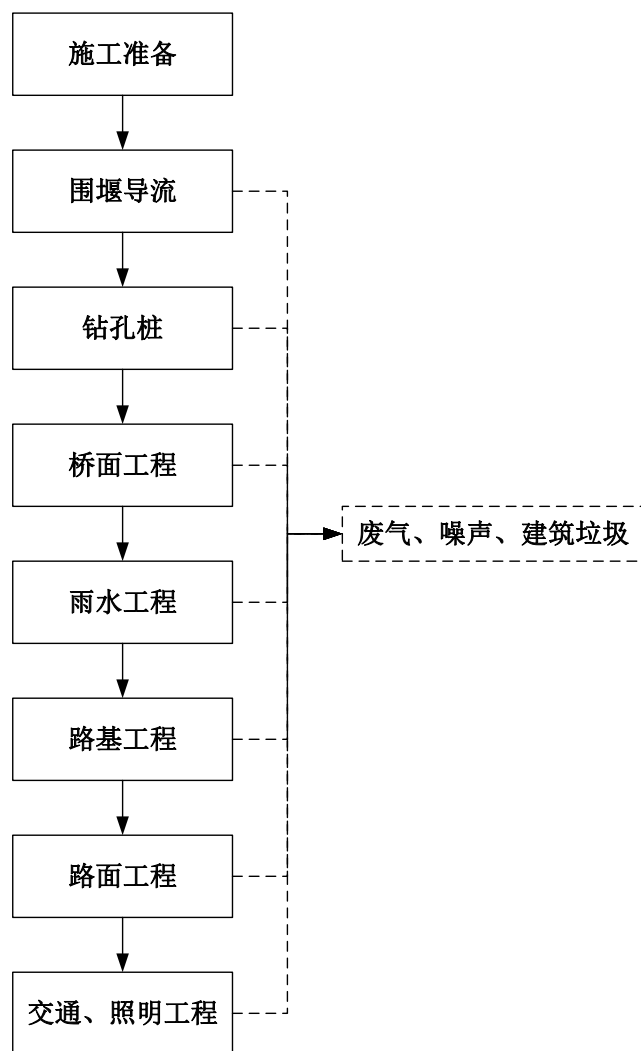 施工准备
围堰导流
钻孔桩
桥面工程
废气、噪声、建筑垃圾
雨水工程
路基工程
路面工程
交通、照明工程